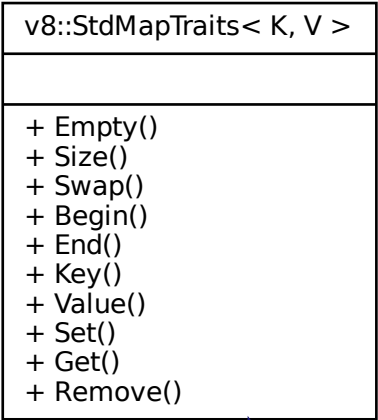 v8::StdMapTraits< K, V >
+ Empty()
+ Size()
+ Swap()
+ Begin()
+ End()
+ Key()
+ Value()
+ Set()
+ Get()
+ Remove()